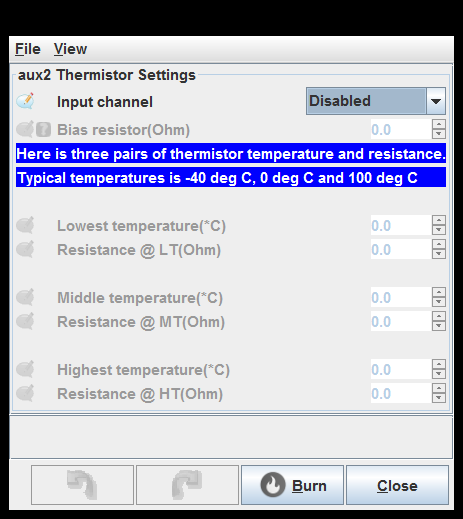 File View
aux2 Thermistor Settings
Input channel Disabled
Bias resistor(Ohm) 0.0
Here is three pairs of thermistor temperature and resistance.
Typical temperatures is -40 deg C, 0 deg C and 100 deg C
Lowest temperature(*C) 0.0
Resistance @ LT(Ohm) 0.0
Middle temperature(*C) 0.0
Resistance @ MT(Ohm) 0.0
Highest temperature(*C) 0.0
Resistance @ HT(Ohm) 0.0
Burn Close